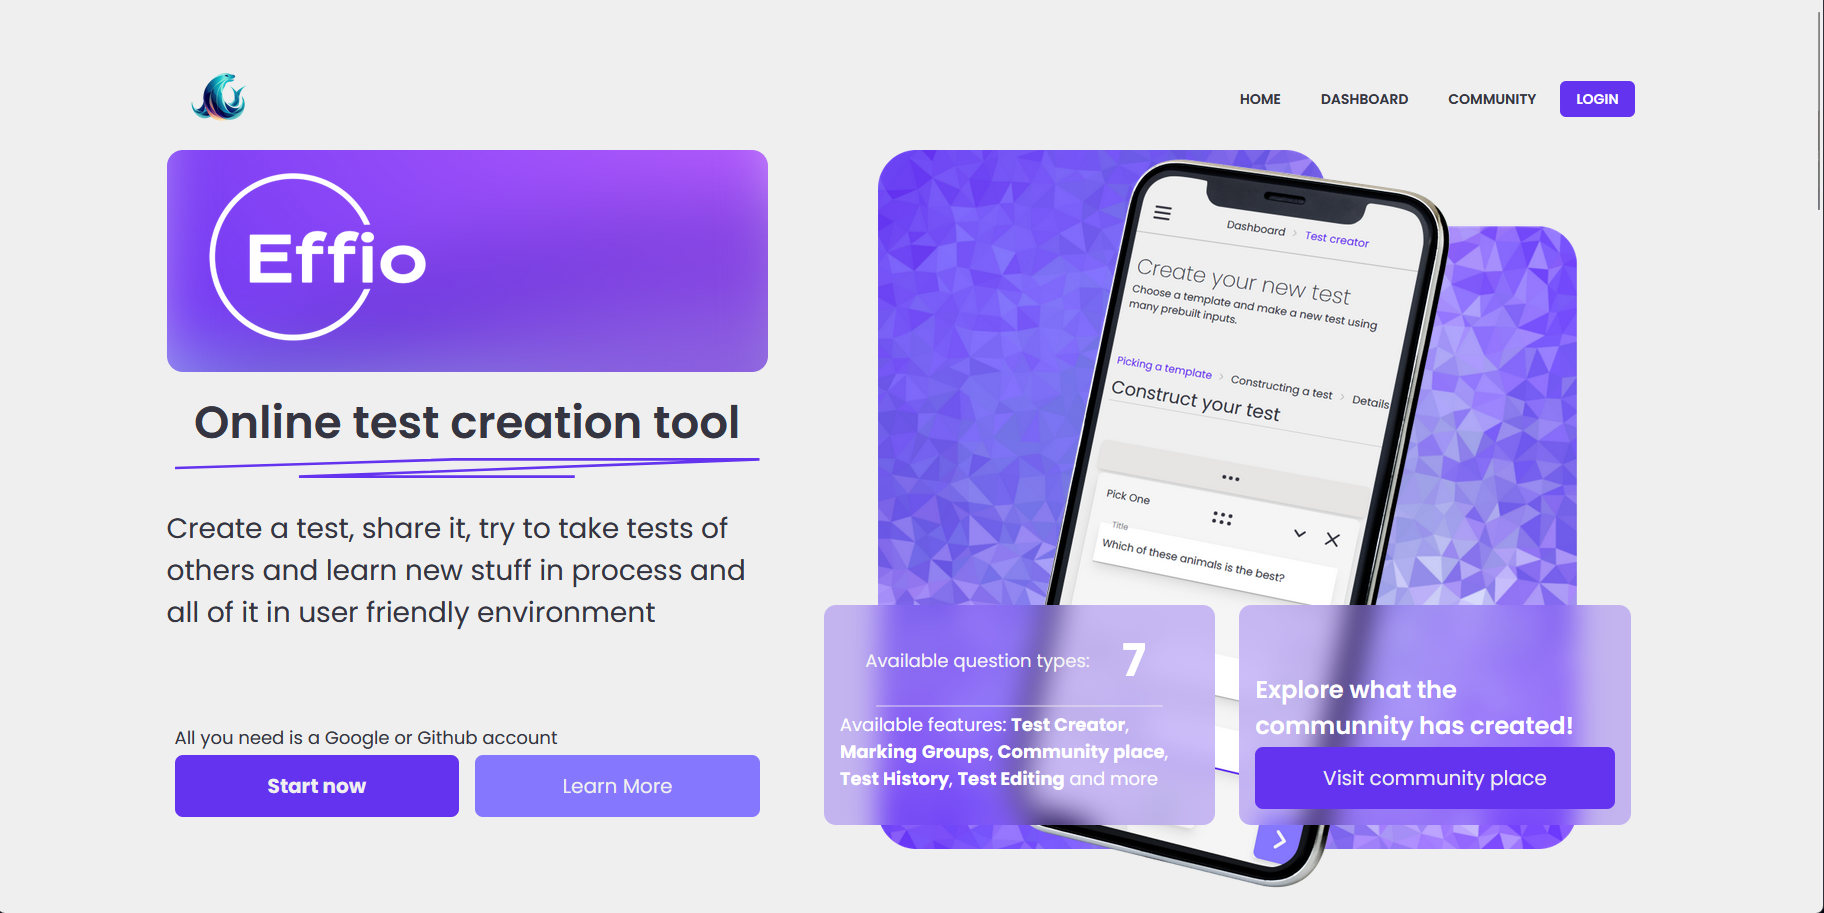 HOME DASHBOARD COMMUNITY LOGIN
Effio
Online test creation tool
Create a test, share it, try to take tests of
others and learn new stuff in process and
all of it in user friendly environment
All you need is a Google or Github account
Start now
Learn More
Dashboard > Test creator
Create your new test
Choose a template and make a new test using
many prebuilt inputs.
Picking a template > Constructing a test > Details
Construct your test
Pick One
Title
Which of these animals is the best?
Available question types: 7
Available features: Test Creator,
Marking Groups, Community place,
Test History, Test Editing and more
Explore what the
communnity has created!
Visit community place